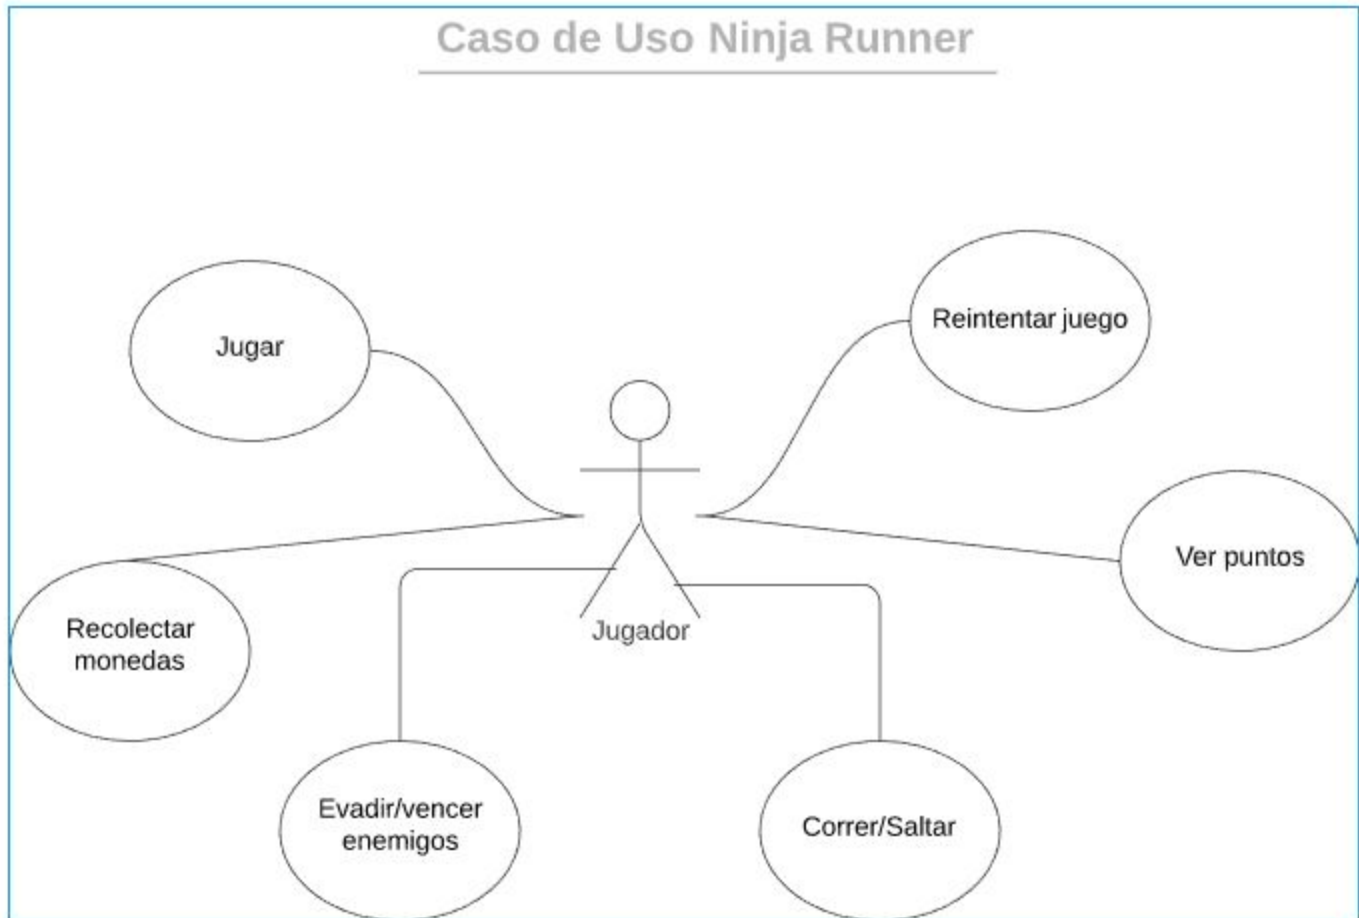 Caso de Uso Ninja Runner
Jugar
Reintentar juego
Ver puntos
Recolectar
monedas
Jugador
Evadir/vencer
enemigos
Correr/Saltar